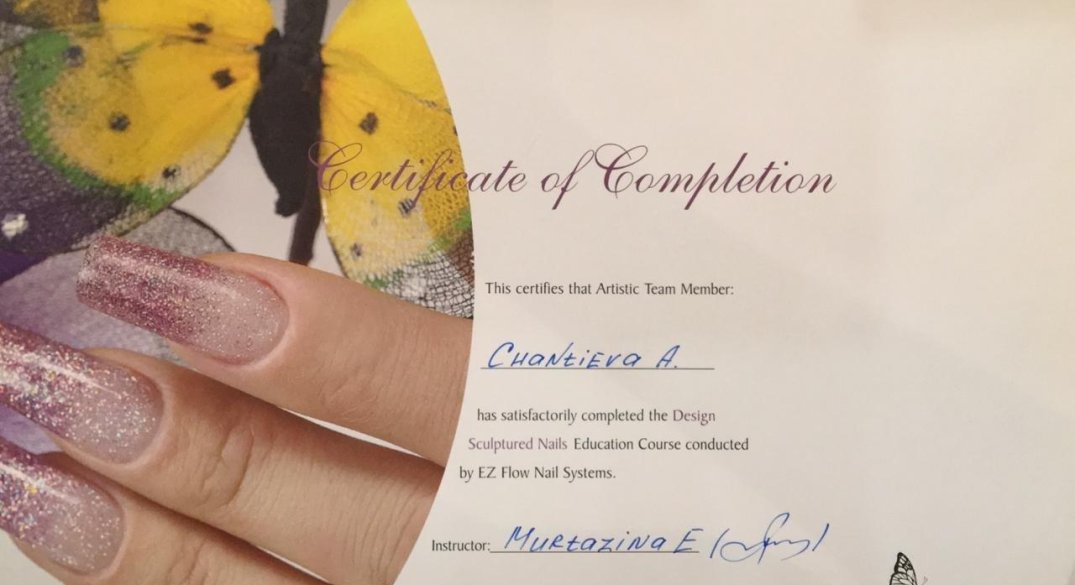 Certificate of Completion
This certifies that Artistic Team Member:
Chantieva A.
has satisfactorily completed the Design
Sculptured Nails Education Course conducted
by EZ Flow Nail Systems.
Instructor: Murtazina E